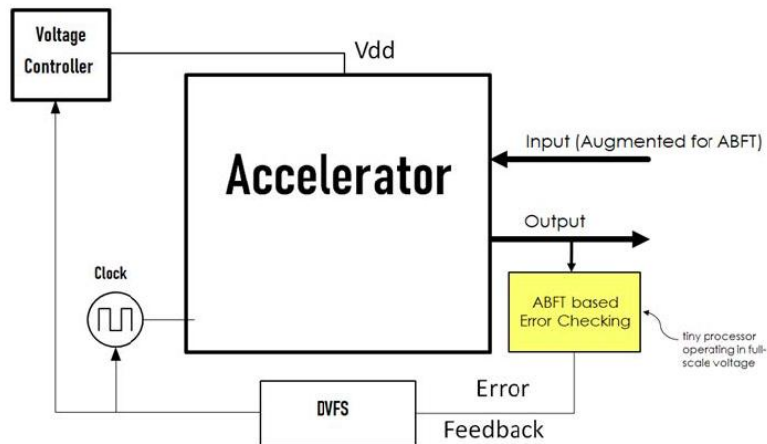 Voltage
Controller
Vdd
Accelerator
Input (Augmented for ABFT)
Output
Clock
ABFT based
Error Checking
tiny processor
operating in full-
scale voltage
DVFS
Error
Feedback